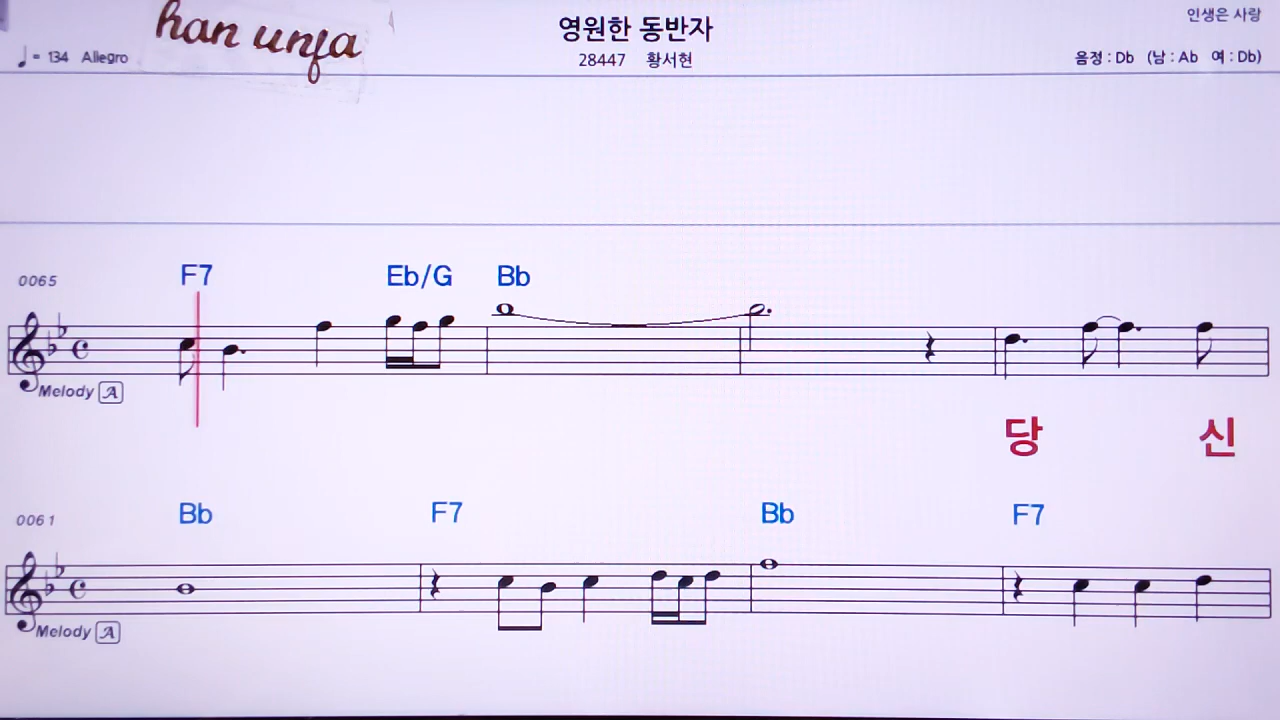 han unja
영원한 동반자
인생은 사랑
♩= 134 Allegro
28447 황서현
음정 : Db (남 : Ab 여 : Db)
0065 F7 Eb/G Bb
Melody A
당 신
0061 Bb F7 Bb F7
Melody A